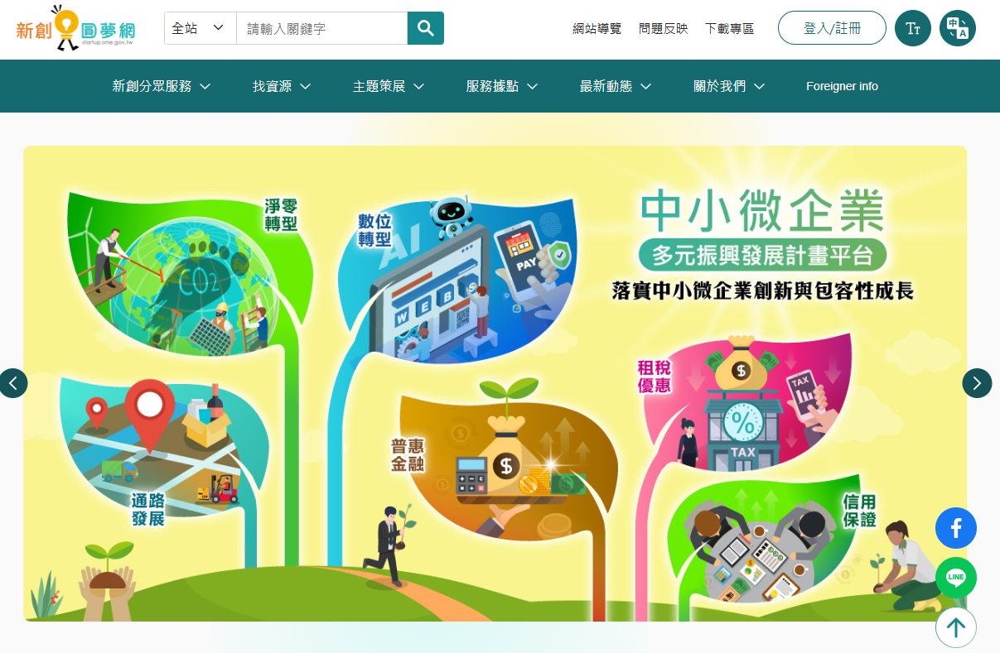 新創圓夢網
startup.sme.gov.tw
全站
請輸入關鍵字
網站導覽
問題反映
下載專區
登入/註冊
TT
中 A
新創分眾服務
找資源
主題策展
服務據點
最新動態
關於我們
Foreigner info
中小微企業
多元振興發展計畫平台
落實中小微企業創新與包容性成長
淨零
轉型
CO2
數位
轉型
AI
WEBS
PAY
租稅
優惠
$
TAX
%
TAX
通路
發展
普惠
金融
$
信用
保證
f
LINE